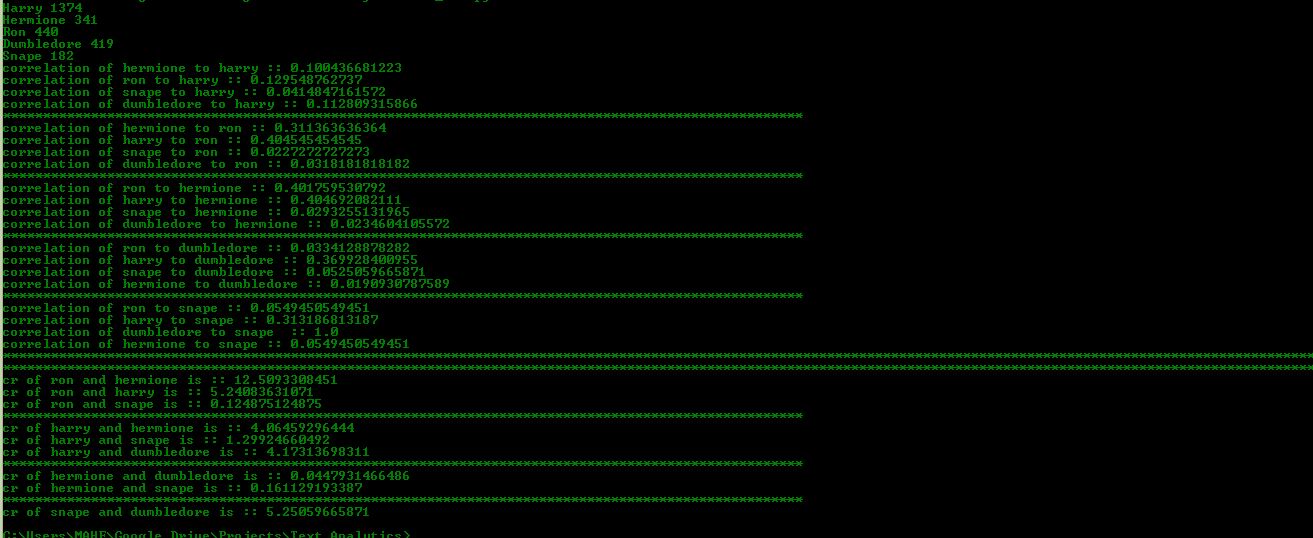 Harry 1374
Hermione 341
Ron 440
Dumbledore 419
Snape 182
correlation of hermione to harry :: 0.100436681223
correlation of ron to harry :: 0.129548762737
correlation of snape to harry :: 0.0414847161572
correlation of dumbledore to harry :: 0.112809315866
****************************************************************************************************
correlation of hermione to ron :: 0.311363636364
correlation of harry to ron :: 0.404545454545
correlation of snape to ron :: 0.0227272727273
correlation of dumbledore to ron :: 0.0318181818182
****************************************************************************************************
correlation of ron to hermione :: 0.401759530792
correlation of harry to hermione :: 0.404692082111
correlation of snape to hermione :: 0.0293255131965
correlation of dumbledore to hermione :: 0.0234604105572
****************************************************************************************************
correlation of ron to dumbledore :: 0.0334128878282
correlation of harry to dumbledore :: 0.369928400955
correlation of snape to dumbledore :: 0.0525059665871
correlation of hermione to dumbledore :: 0.0190930787589
****************************************************************************************************
correlation of ron to snape :: 0.0549450549451
correlation of harry to snape :: 0.313186813187
correlation of dumbledore to snape  :: 1.0
correlation of hermione to snape :: 0.0549450549451
********************************************************************************************************************************************************************
********************************************************************************************************************************************************************
cr of ron and hermione is :: 12.5093308451
cr of ron and harry is :: 5.24083631071
cr of ron and snape is :: 0.124875124875
****************************************************************************************************
cr of harry and hermione is :: 4.06459296444
cr of harry and snape is :: 1.29924660492
cr of harry and dumbledore is :: 4.17313698311
****************************************************************************************************
cr of hermione and dumbledore is :: 0.0447931466486
cr of hermione and snape is :: 0.161129193387
****************************************************************************************************
cr of snape and dumbledore is :: 5.25059665871
C:\Users\MAHE\Google Drive\Projects\Text Analytics>